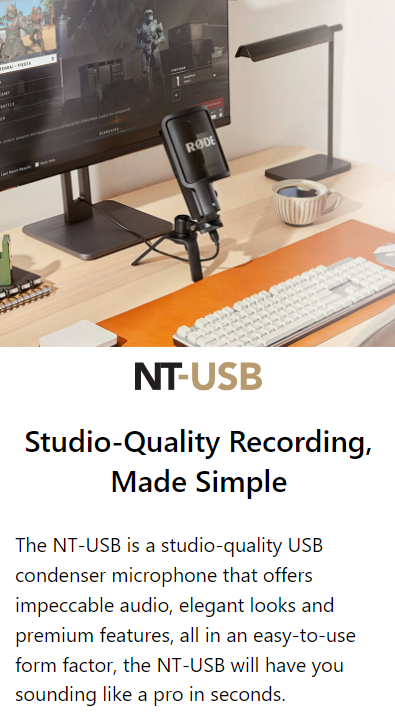 RØDE
NT-USB
Studio-Quality Recording,
Made Simple
The NT-USB is a studio-quality USB
condenser microphone that offers
impeccable audio, elegant looks and
premium features, all in an easy-to-use
form factor, the NT-USB will have you
sounding like a pro in seconds.